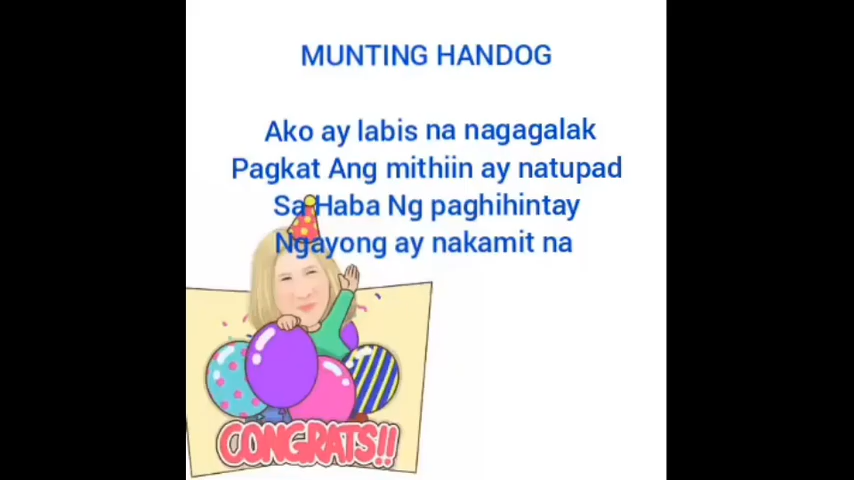 MUNTING HANDOG
Ako ay labis na nagagalak
Pagkat Ang mithiin ay natupad
Sa Haba Ng paghihintay
Ngayong ay nakamit na
CONGRATS!!